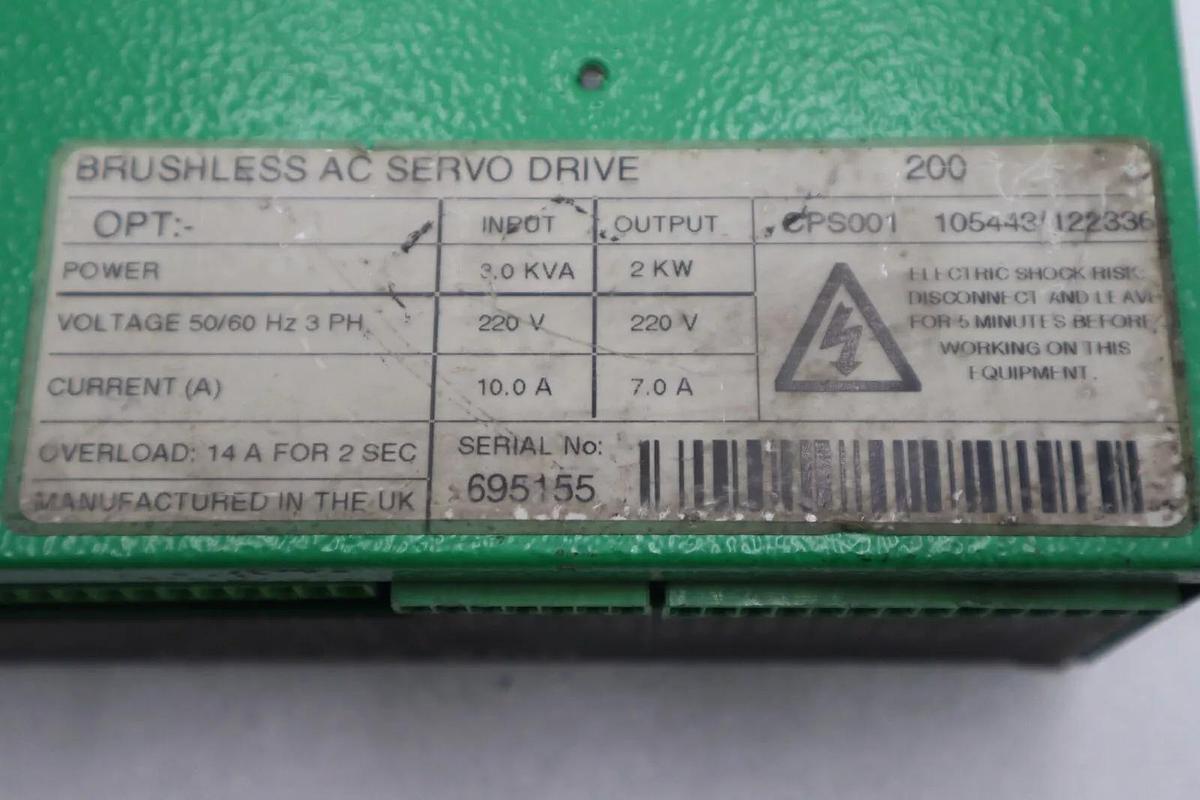 BRUSHLESS AC SERVO DRIVE 200
OPT:- INPUT OUTPUT CPS001 105443/122336
POWER 3.0 KVA 2 KW
VOLTAGE 50/60 Hz 3 PH 220 V 220 V
CURRENT (A) 10.0 A 7.0 A
ELECTRIC SHOCK RISK.
DISCONNECT AND LEAVE
FOR 5 MINUTES BEFORE
WORKING ON THIS
EQUIPMENT.
OVERLOAD: 14 A FOR 2 SEC
MANUFACTURED IN THE UK
SERIAL No:
695155